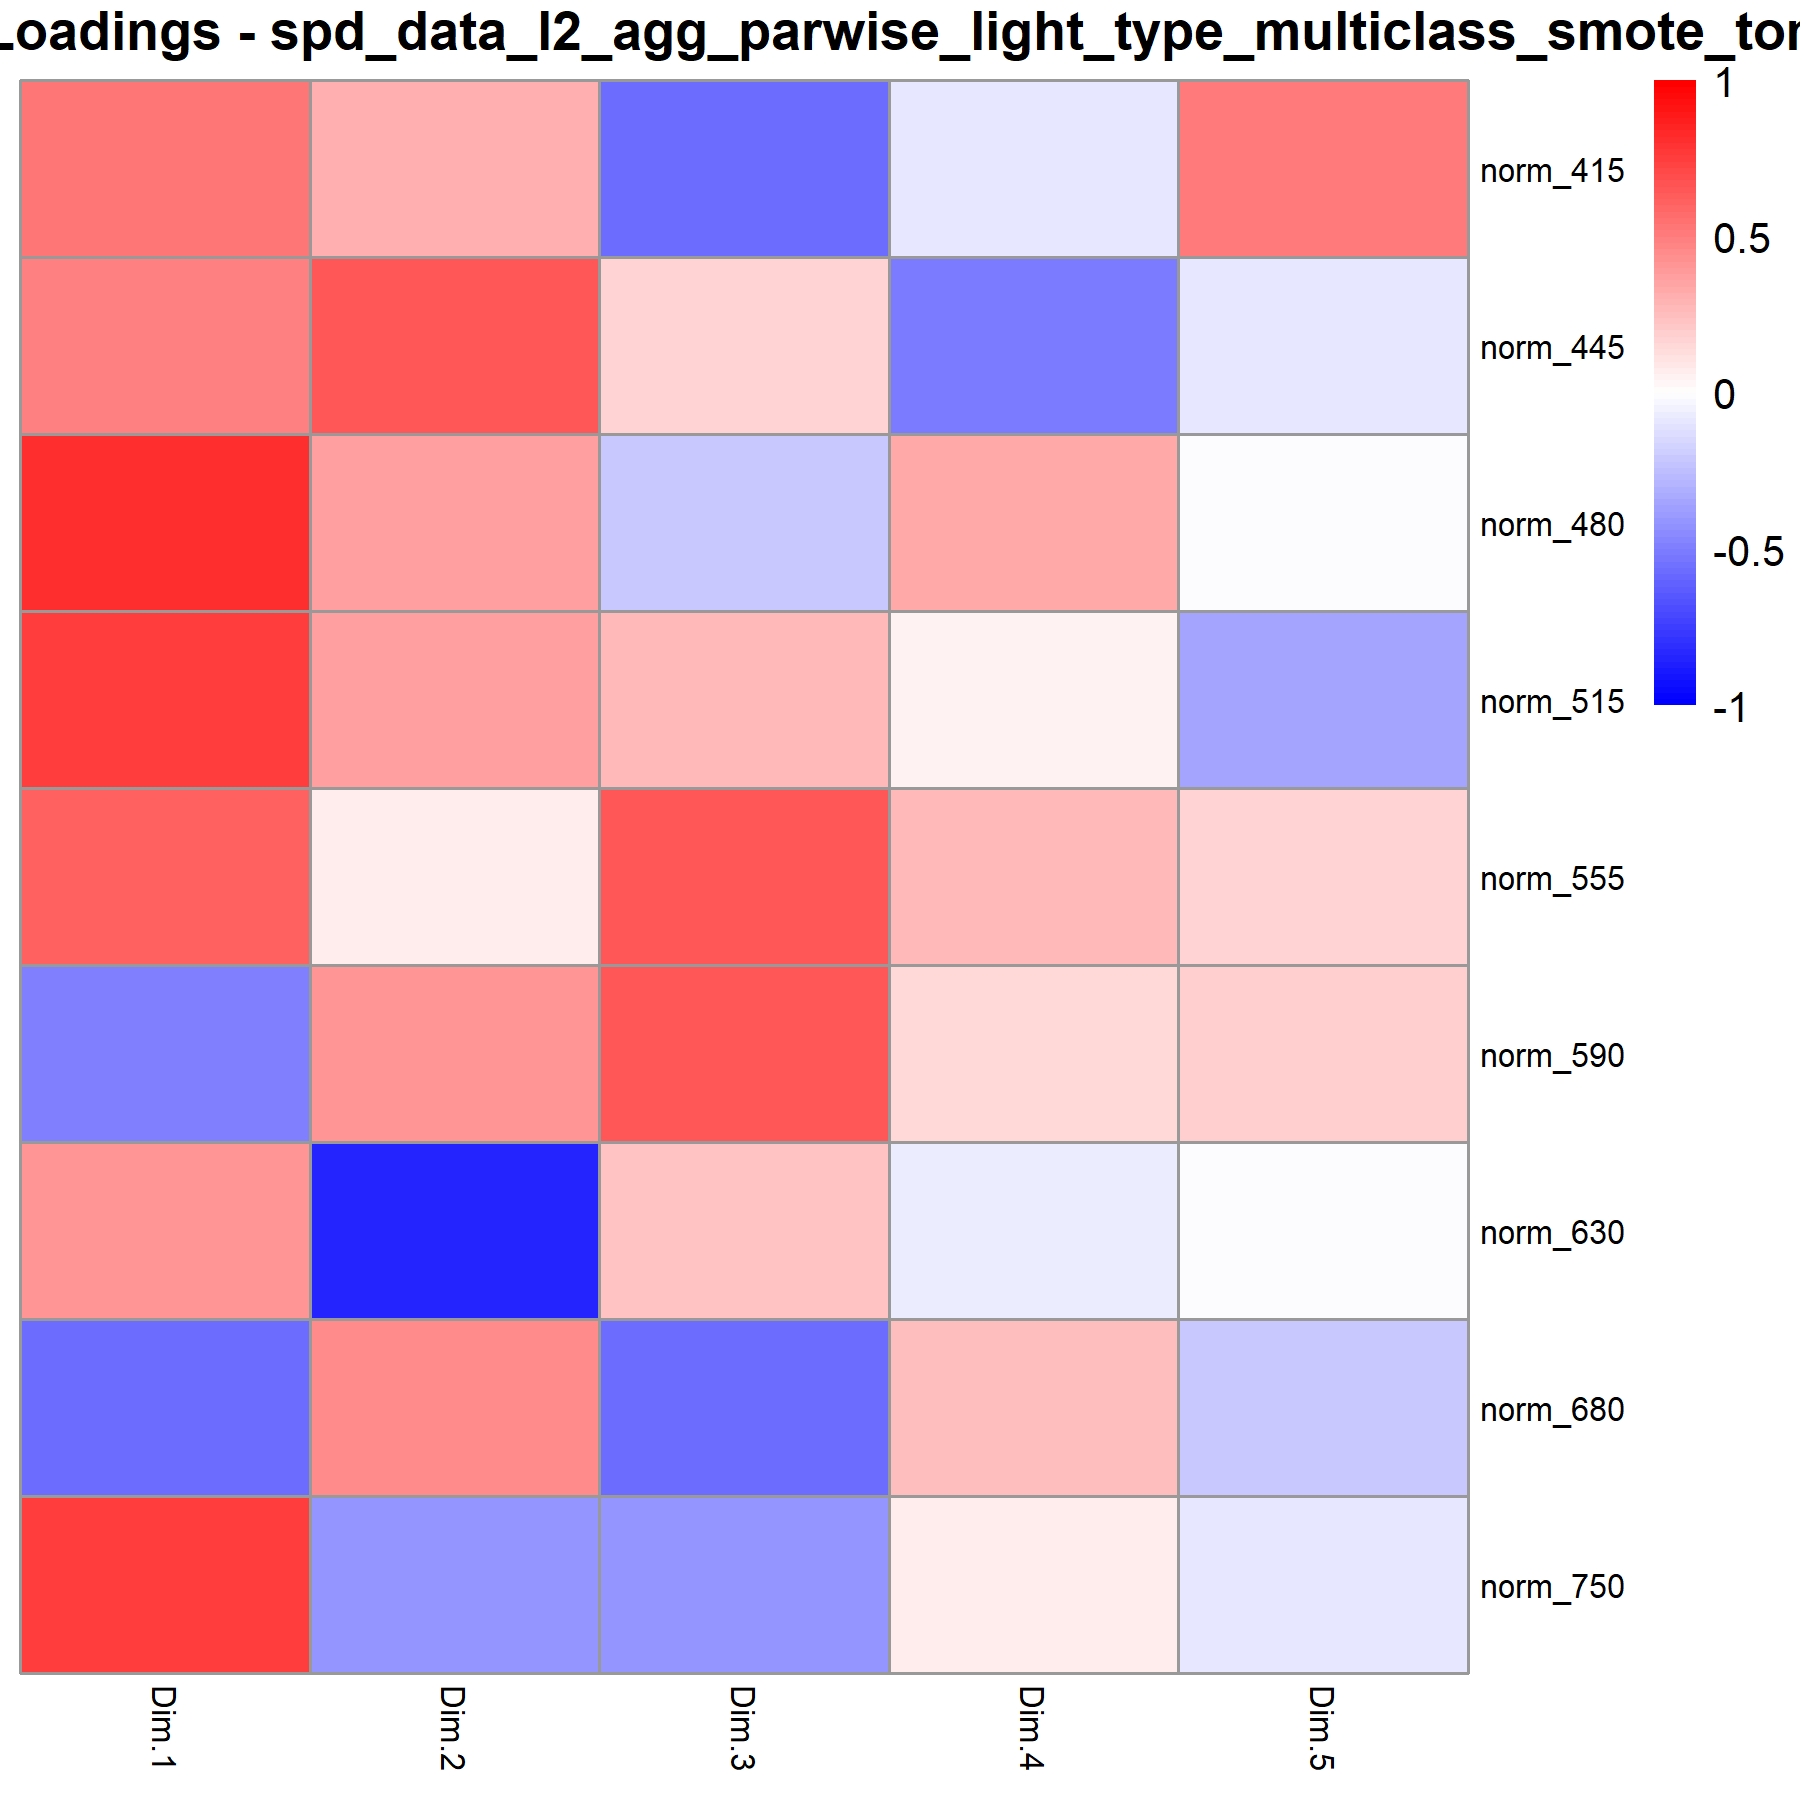 Loadings - spd_data_l2_agg_parwise_light_type_multiclass_smote_to
1
0.5
0
-0.5
-1
norm_415
norm_445
norm_480
norm_515
norm_555
norm_590
norm_630
norm_680
norm_750
Dim.1
Dim.2
Dim.3
Dim.4
Dim.5